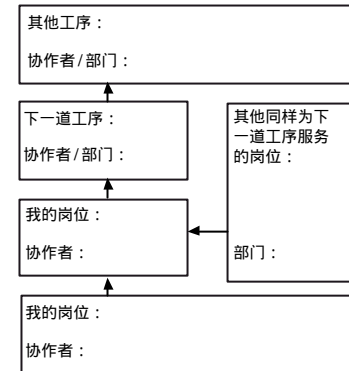 其他工序：
协作者/部门：
下一道工序：
协作者/部门：
其他同样为下
一道工序服务
的岗位：
部门：
我的岗位：
协作者：
我的岗位：
协作者：